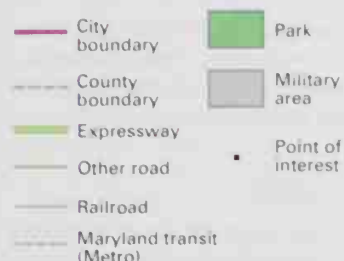 City
boundary
County
boundary
Expressway
Other road
Railroad
Maryland transit
(Metro)
Park
Military
area
Point of
interest